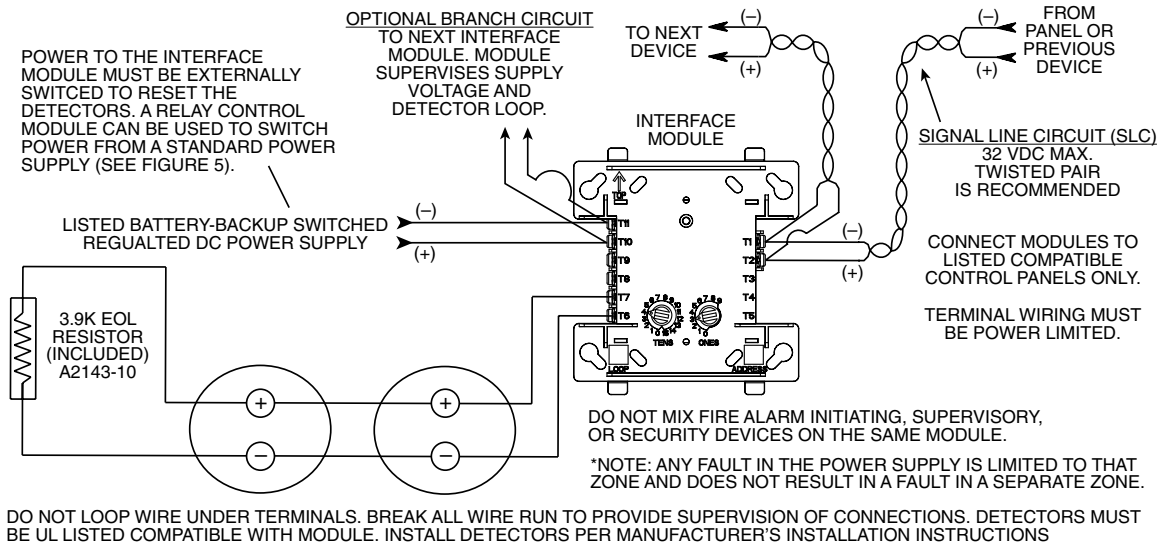 OPTIONAL BRANCH CIRCUIT
TO NEXT INTERFACE
MODULE. MODULE
SUPERVISES SUPPLY
VOLTAGE AND
DETECTOR LOOP.
TO NEXT
DEVICE
(–)
(+)
(–)
(+)
FROM
PANEL OR
PREVIOUS
DEVICE
POWER TO THE INTERFACE
MODULE MUST BE EXTERNALLY
SWITCED TO RESET THE
DETECTORS. A RELAY CONTROL
MODULE CAN BE USED TO SWITCH
POWER FROM A STANDARD POWER
SUPPLY (SEE FIGURE 5).
INTERFACE
MODULE
SIGNAL LINE CIRCUIT (SLC)
32 VDC MAX.
TWISTED PAIR
IS RECOMMENDED
LISTED BATTERY-BACKUP SWITCHED
REGUALTED DC POWER SUPPLY
(–)
(+)
TOP
T11
T10
T9
T8
T7
T6
T1
T2
T3
T4
T5
TENS
ONES
LOOP
ADDRESS
(–)
(+)
CONNECT MODULES TO
LISTED COMPATIBLE
CONTROL PANELS ONLY.
TERMINAL WIRING MUST
BE POWER LIMITED.
3.9K EOL
RESISTOR
(INCLUDED)
A2143-10
+
+
–
–
DO NOT MIX FIRE ALARM INITIATING, SUPERVISORY,
OR SECURITY DEVICES ON THE SAME MODULE.
*NOTE: ANY FAULT IN THE POWER SUPPLY IS LIMITED TO THAT
ZONE AND DOES NOT RESULT IN A FAULT IN A SEPARATE ZONE.
DO NOT LOOP WIRE UNDER TERMINALS. BREAK ALL WIRE RUN TO PROVIDE SUPERVISION OF CONNECTIONS. DETECTORS MUST
BE UL LISTED COMPATIBLE WITH MODULE. INSTALL DETECTORS PER MANUFACTURER'S INSTALLATION INSTRUCTIONS